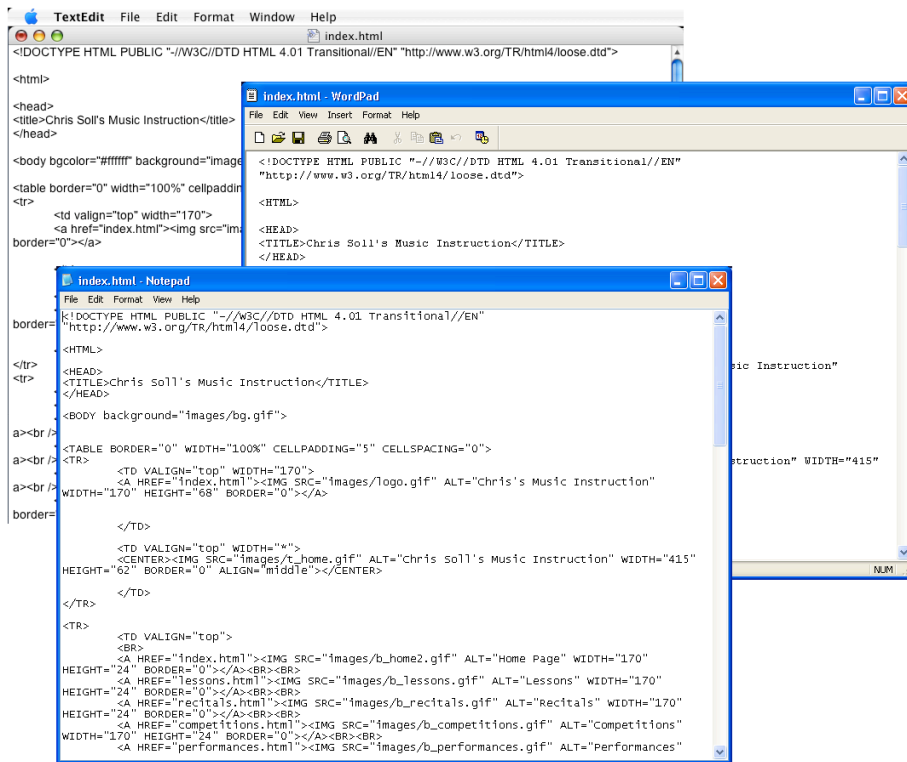 TextEdit File Edit Format Window Help
index.html
<!DOCTYPE HTML PUBLIC "-//W3C//DTD HTML 4.01 Transitional//EN" "http://www.w3.org/TR/html4/loose.dtd">
<html>
<head>
<title>Chris Soll's Music Instruction</title>
</head>
<body bgcolor="#ffffff" background="image
<table border="0" width="100%" cellpaddin
<tr>
<td valign="top" width="170">
<a href="index.html"><img src="ima
border="0"></a>
border=
</tr>
<tr>
a><br />
a><br />
a><br />
border=
index.html - WordPad
File Edit View Insert Format Help
<!DOCTYPE HTML PUBLIC "-//W3C//DTD HTML 4.01 Transitional//EN"
"http://www.w3.org/TR/html4/loose.dtd">
<HTML>
<HEAD>
<TITLE>Chris Soll's Music Instruction</TITLE>
</HEAD>
sic Instruction"
struction" WIDTH="415"
NUM
index.html - Notepad
File Edit Format View Help
<!DOCTYPE HTML PUBLIC "-//W3C//DTD HTML 4.01 Transitional//EN"
"http://www.w3.org/TR/html4/loose.dtd">
<HTML>
<HEAD>
<TITLE>Chris Soll's Music Instruction</TITLE>
</HEAD>
<BODY background="images/bg.gif">
<TABLE BORDER="0" WIDTH="100%" CELLPADDING="5" CELLSPACING="0">
<TR>
<TD VALIGN="top" WIDTH="170">
<A HREF="index.html"><IMG SRC="images/logo.gif" ALT="Chris's Music Instruction"
WIDTH="170" HEIGHT="68" BORDER="0"></A>
</TD>
<TD VALIGN="top" WIDTH="*">
<CENTER><IMG SRC="images/t_home.gif" ALT="Chris Soll's Music Instruction" WIDTH="415"
HEIGHT="62" BORDER="0" ALIGN="middle"></CENTER>
</TD>
</TR>
<TR>
<TD VALIGN="top">
<BR>
<A HREF="index.html"><IMG SRC="images/b_home2.gif" ALT="Home Page" WIDTH="170"
HEIGHT="24" BORDER="0"></A><BR><BR>
<A HREF="lessons.html"><IMG SRC="images/b_lessons.gif" ALT="Lessons" WIDTH="170"
HEIGHT="24" BORDER="0"></A><BR><BR>
<A HREF="recitals.html"><IMG SRC="images/b_recitals.gif" ALT="Recitals" WIDTH="170"
HEIGHT="24" BORDER="0"></A><BR><BR>
<A HREF="competitions.html"><IMG SRC="images/b_competitions.gif" ALT="Competitions"
WIDTH="170" HEIGHT="24" BORDER="0"></A><BR><BR>
<A HREF="performances.html"><IMG SRC="images/b_performances.gif" ALT="Performances"